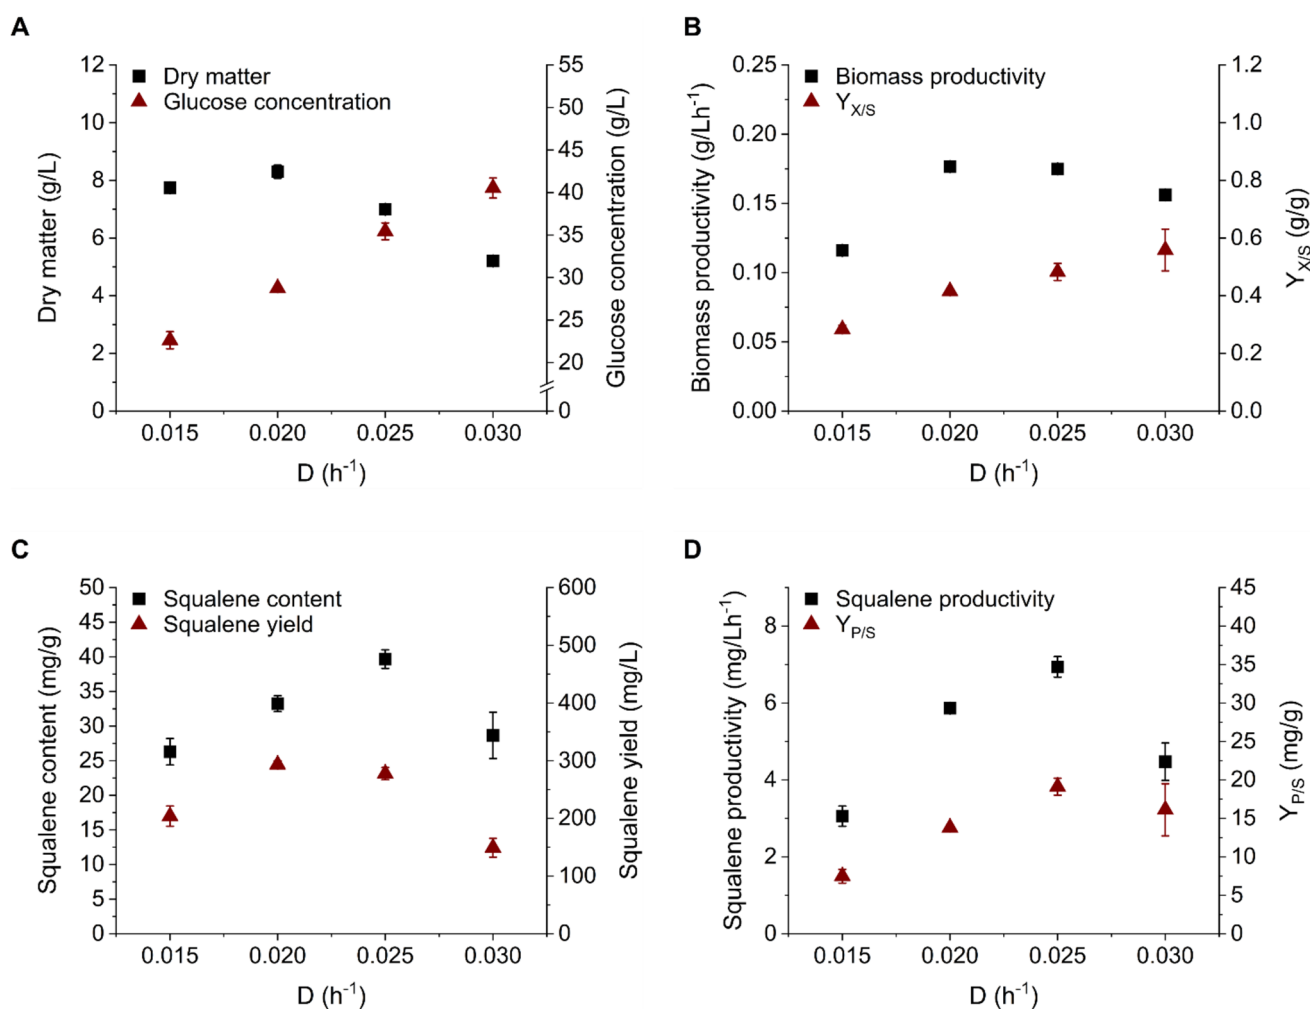 A
Dry matter
Glucose concentration
Dry matter (g/L)
12
10
8
6
4
2
0
Glucose concentration (g/L)
55
50
45
40
35
30
25
20
0
0.015 0.020 0.025 0.030
D (h⁻¹)
B
Biomass productivity
Y_X/S
Biomass productivity (g/Lh⁻¹)
0.25
0.20
0.15
0.10
0.05
0.00
Y_X/S (g/g)
1.2
1.0
0.8
0.6
0.4
0.2
0.0
0.015 0.020 0.025 0.030
D (h⁻¹)
C
Squalene content
Squalene yield
Squalene content (mg/g)
50
45
40
35
30
25
20
15
10
5
0
Squalene yield (mg/L)
600
500
400
300
200
100
0
0.015 0.020 0.025 0.030
D (h⁻¹)
D
Squalene productivity
Y_P/S
Squalene productivity (mg/Lh⁻¹)
8
6
4
2
0
Y_P/S (mg/g)
45
40
35
30
25
20
15
10
5
0
0.015 0.020 0.025 0.030
D (h⁻¹)